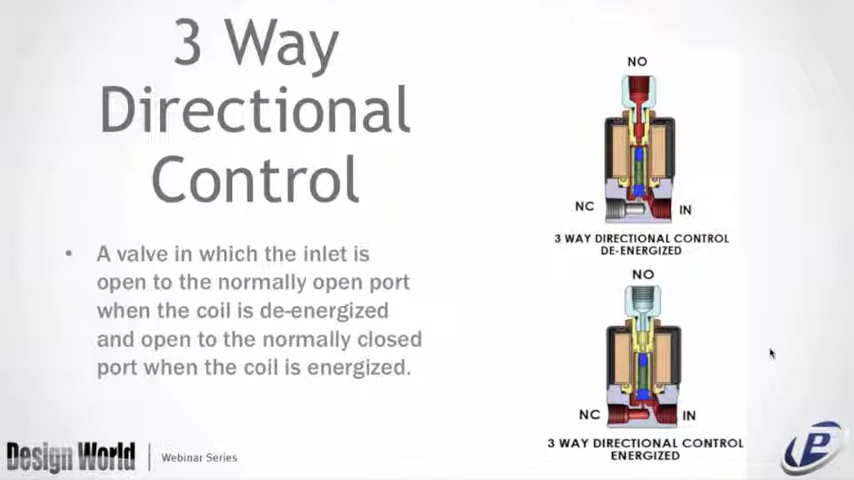 3 Way
Directional
Control
• A valve in which the inlet is
open to the normally open port
when the coil is de-energized
and open to the normally closed
port when the coil is energized.
NO
NC
IN
3 WAY DIRECTIONAL CONTROL
DE-ENERGIZED
NO
NC
IN
3 WAY DIRECTIONAL CONTROL
ENERGIZED
Design World
Webinar Series
P